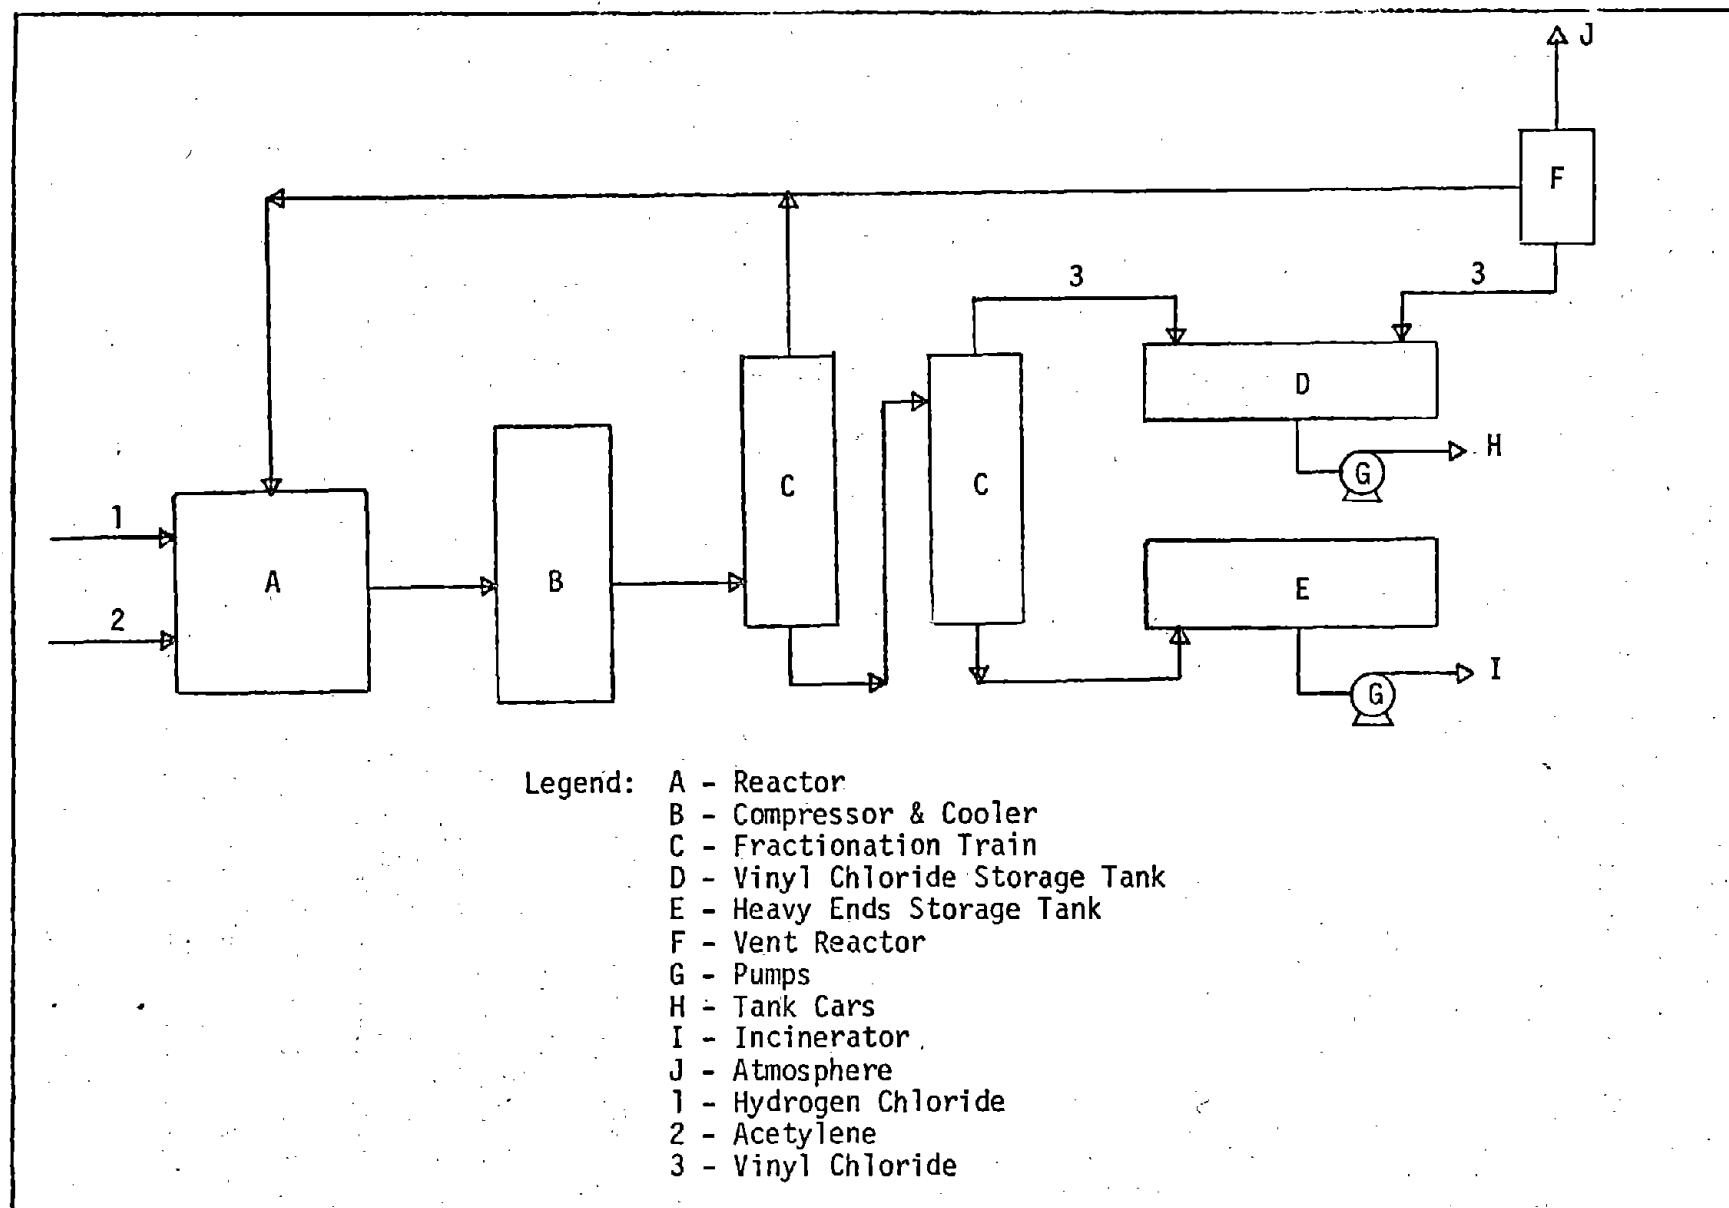 J
F
3
3
D
H
G
C
C
1
A
B
E
2
I
G
Legend: A - Reactor
B - Compressor & Cooler
C - Fractionation Train
D - Vinyl Chloride Storage Tank
E - Heavy Ends Storage Tank
F - Vent Reactor
G - Pumps
H - Tank Cars
I - Incinerator
J - Atmosphere
1 - Hydrogen Chloride
2 - Acetylene
3 - Vinyl Chloride